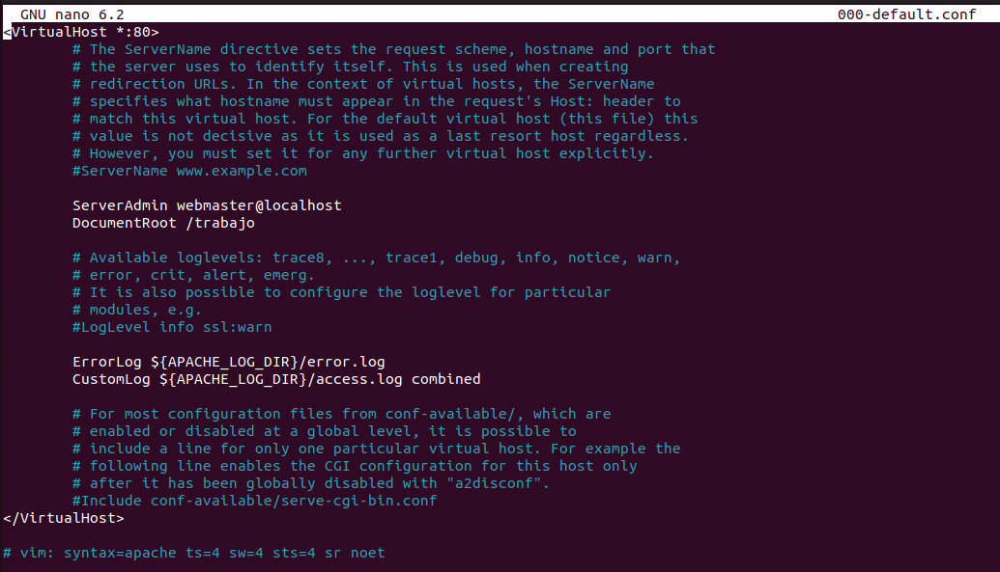 GNU nano 6.2 000-default.conf
<VirtualHost *:80>
# The ServerName directive sets the request scheme, hostname and port that
# the server uses to identify itself. This is used when creating
# redirection URLs. In the context of virtual hosts, the ServerName
# specifies what hostname must appear in the request's Host: header to
# match this virtual host. For the default virtual host (this file) this
# value is not decisive as it is used as a last resort host regardless.
# However, you must set it for any further virtual host explicitly.
#ServerName www.example.com
ServerAdmin webmaster@localhost
DocumentRoot /trabajo
# Available loglevels: trace8, ..., trace1, debug, info, notice, warn,
# error, crit, alert, emerg.
# It is also possible to configure the loglevel for particular
# modules, e.g.
#LogLevel info ssl:warn
ErrorLog ${APACHE_LOG_DIR}/error.log
CustomLog ${APACHE_LOG_DIR}/access.log combined
# For most configuration files from conf-available/, which are
# enabled or disabled at a global level, it is possible to
# include a line for only one particular virtual host. For example the
# following line enables the CGI configuration for this host only
# after it has been globally disabled with "a2disconf".
#Include conf-available/serve-cgi-bin.conf
</VirtualHost>
# vim: syntax=apache ts=4 sw=4 sts=4 sr noet